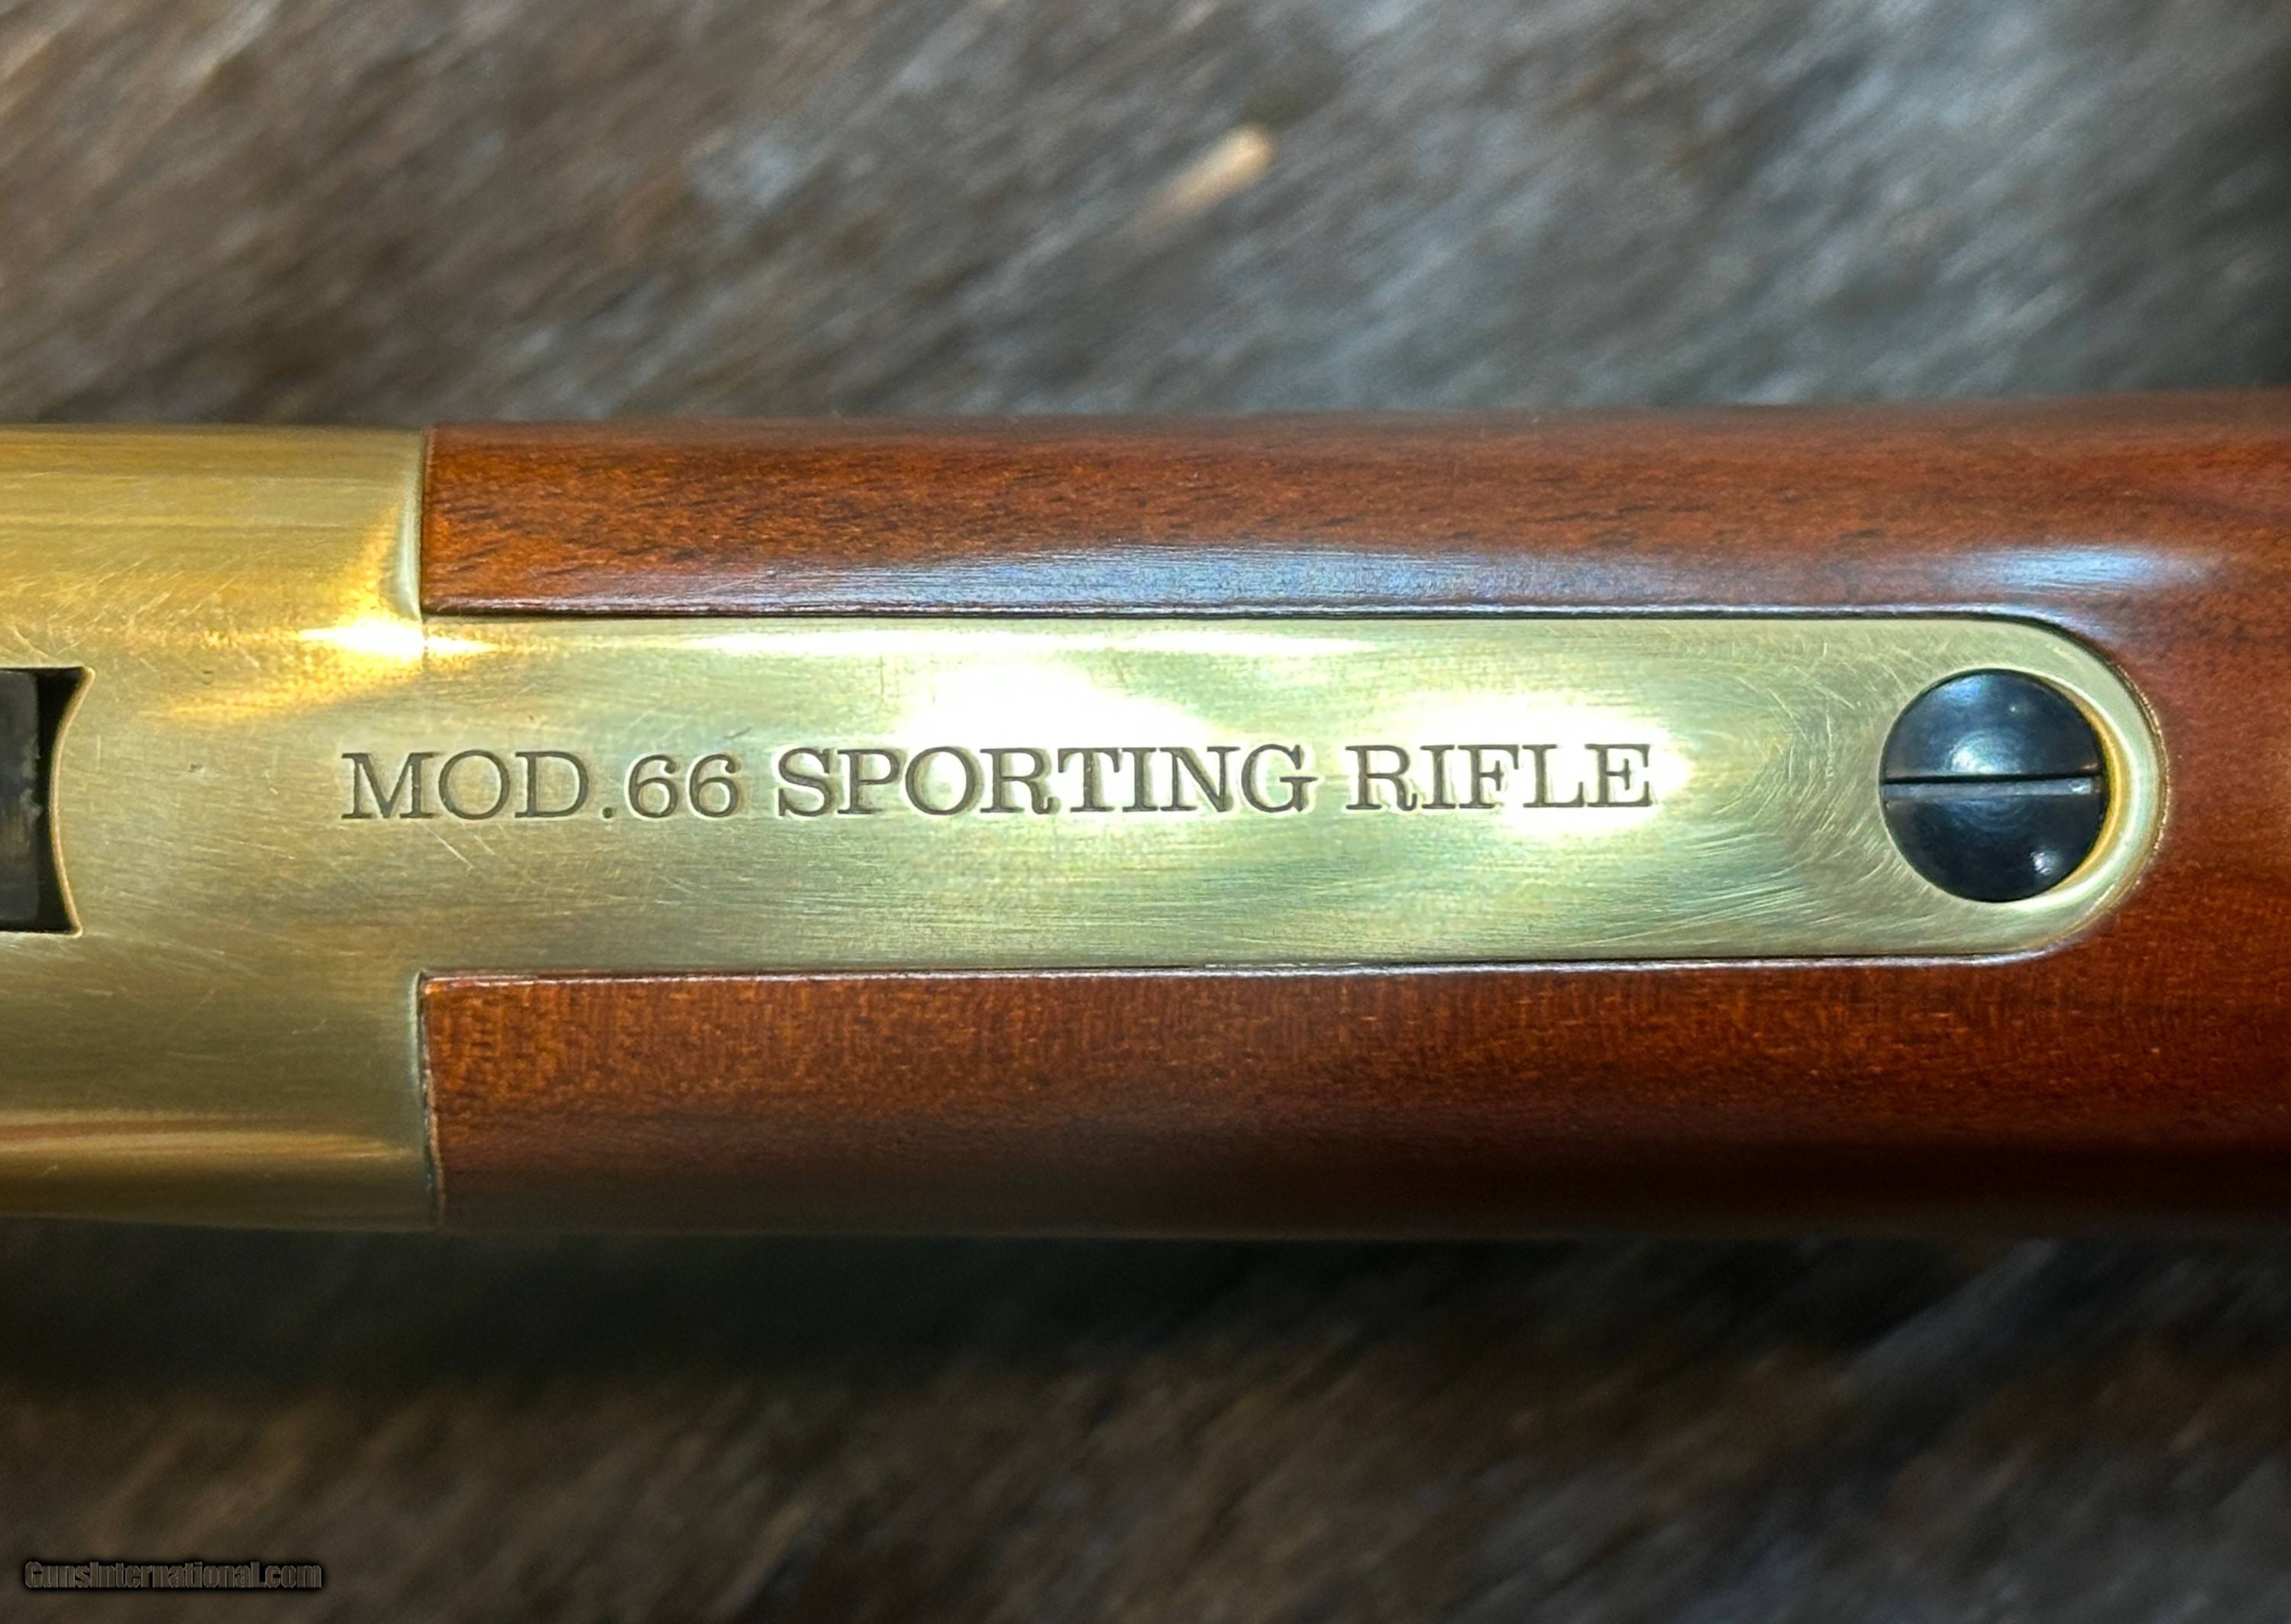 MOD.66 SPORTING RIFLE
GunsInternational.com